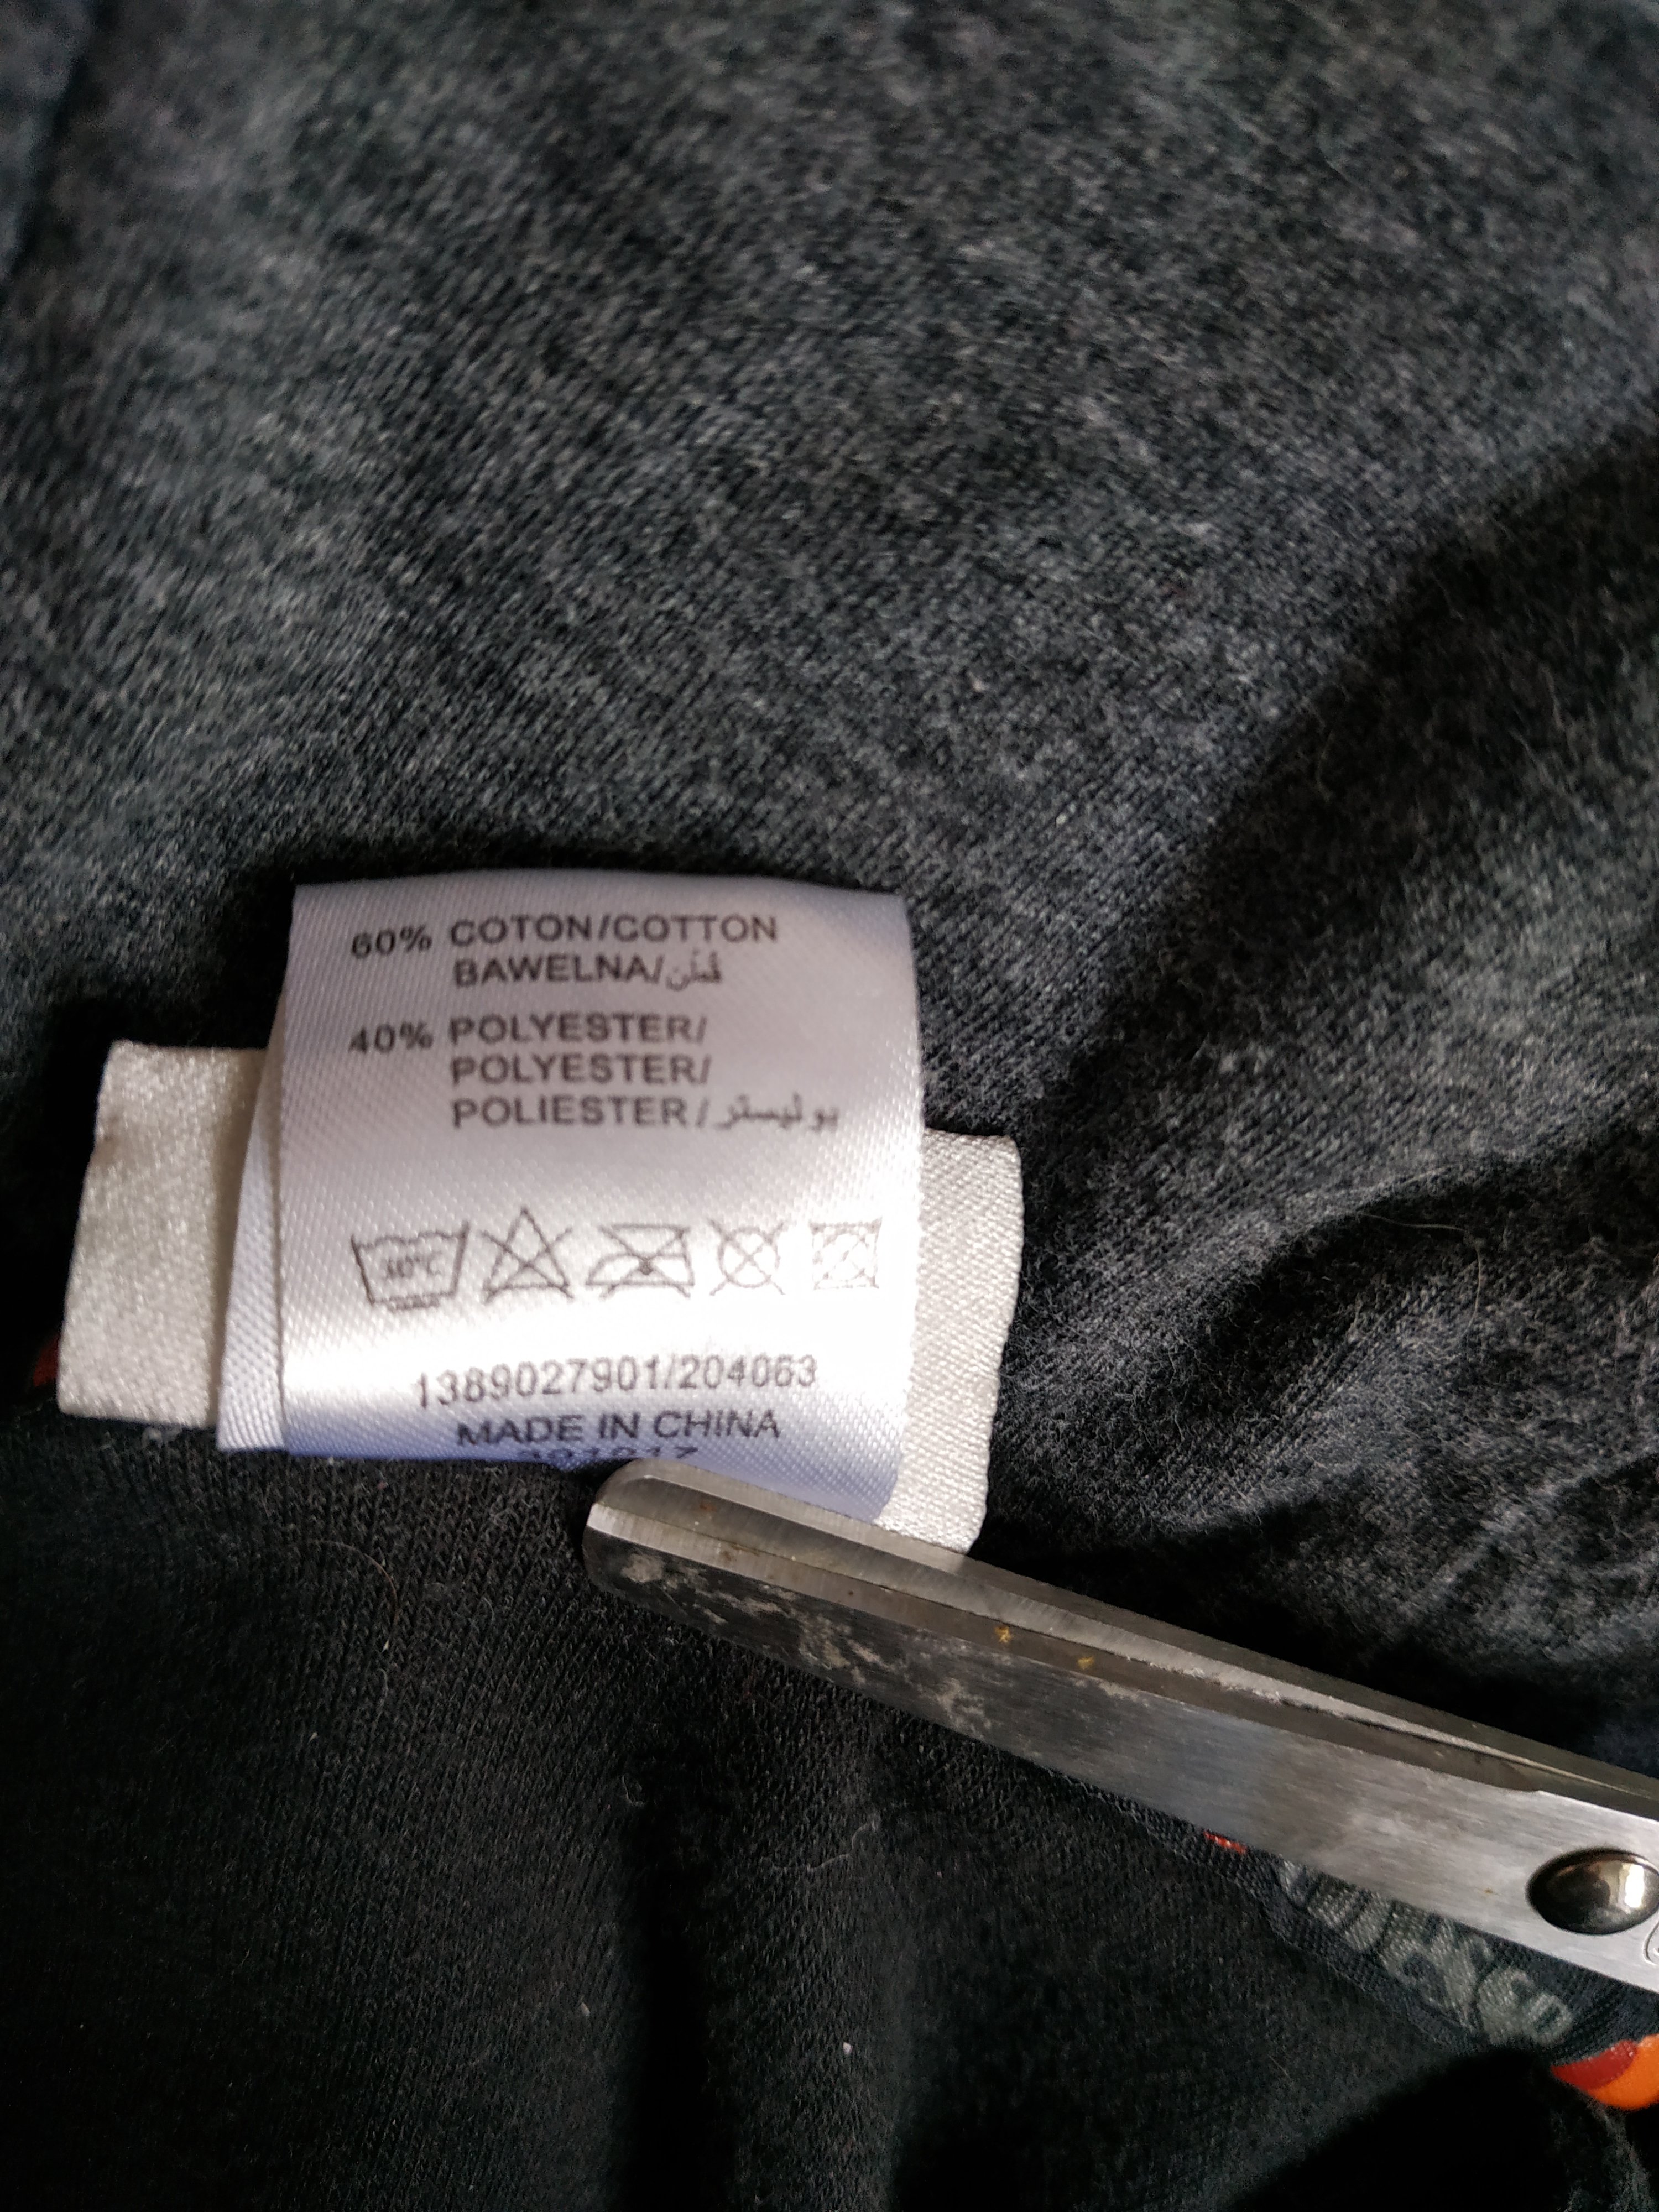 60% COTON/COTTON
BAWELNA/قطن
40% POLYESTER/
POLYESTER/
POLIESTER/بوليستر
1389027901/204063
MADE IN CHINA